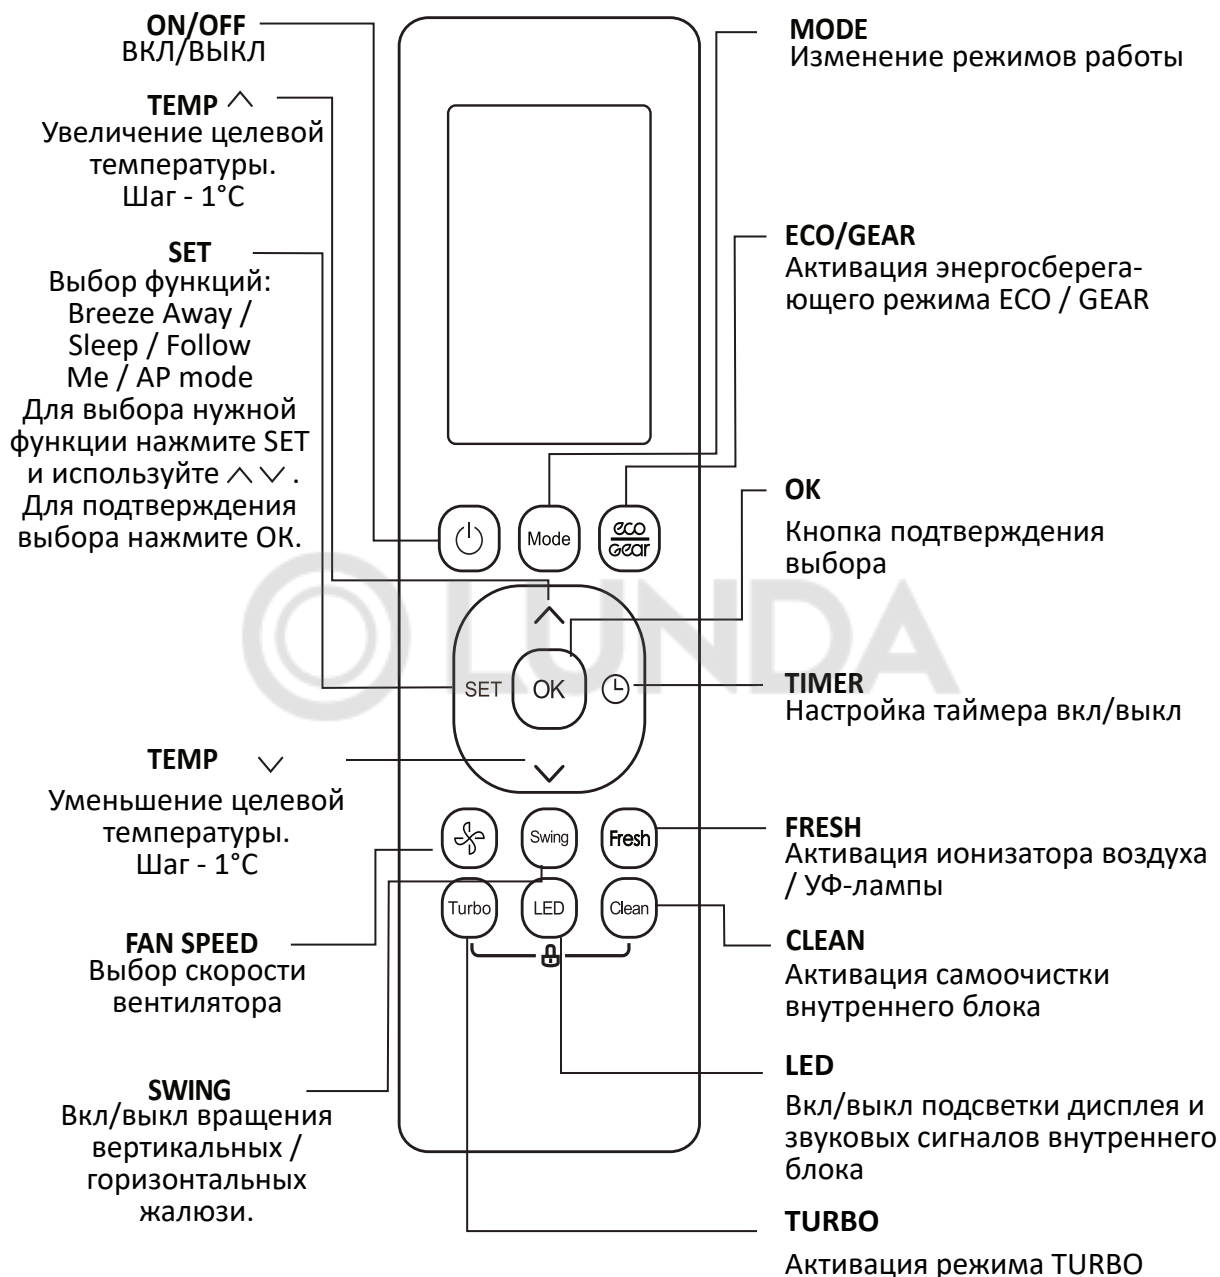 ON/OFF
ВКЛ/ВЫКЛ
TEMP ^
Увеличение целевой
температуры.
Шаг - 1°C
SET
Выбор функций:
Breeze Away /
Sleep / Follow
Me / AP mode
Для выбора нужной
функции нажмите SET
и используйте ∧ ∨ .
Для подтверждения
выбора нажмите ОК.
TEMP ∨
Уменьшение целевой
температуры.
Шаг - 1°C
FAN SPEED
Выбор скорости
вентилятора
SWING
Вкл/выкл вращения
вертикальных /
горизонтальных
жалюзи.
Mode
eco
Gear
SET
OK
Swing
Fresh
Turbo
LED
Clean
LUNDA
MODE
Изменение режимов работы
ECO/GEAR
Активация энергосберега-
ющего режима ECO / GEAR
OK
Кнопка подтверждения
выбора
TIMER
Настройка таймера вкл/выкл
FRESH
Активация ионизатора воздуха
/ УФ-лампы
CLEAN
Активация самоочистки
внутреннего блока
LED
Вкл/выкл подсветки дисплея и
звуковых сигналов внутреннего
блока
TURBO
Активация режима TURBO